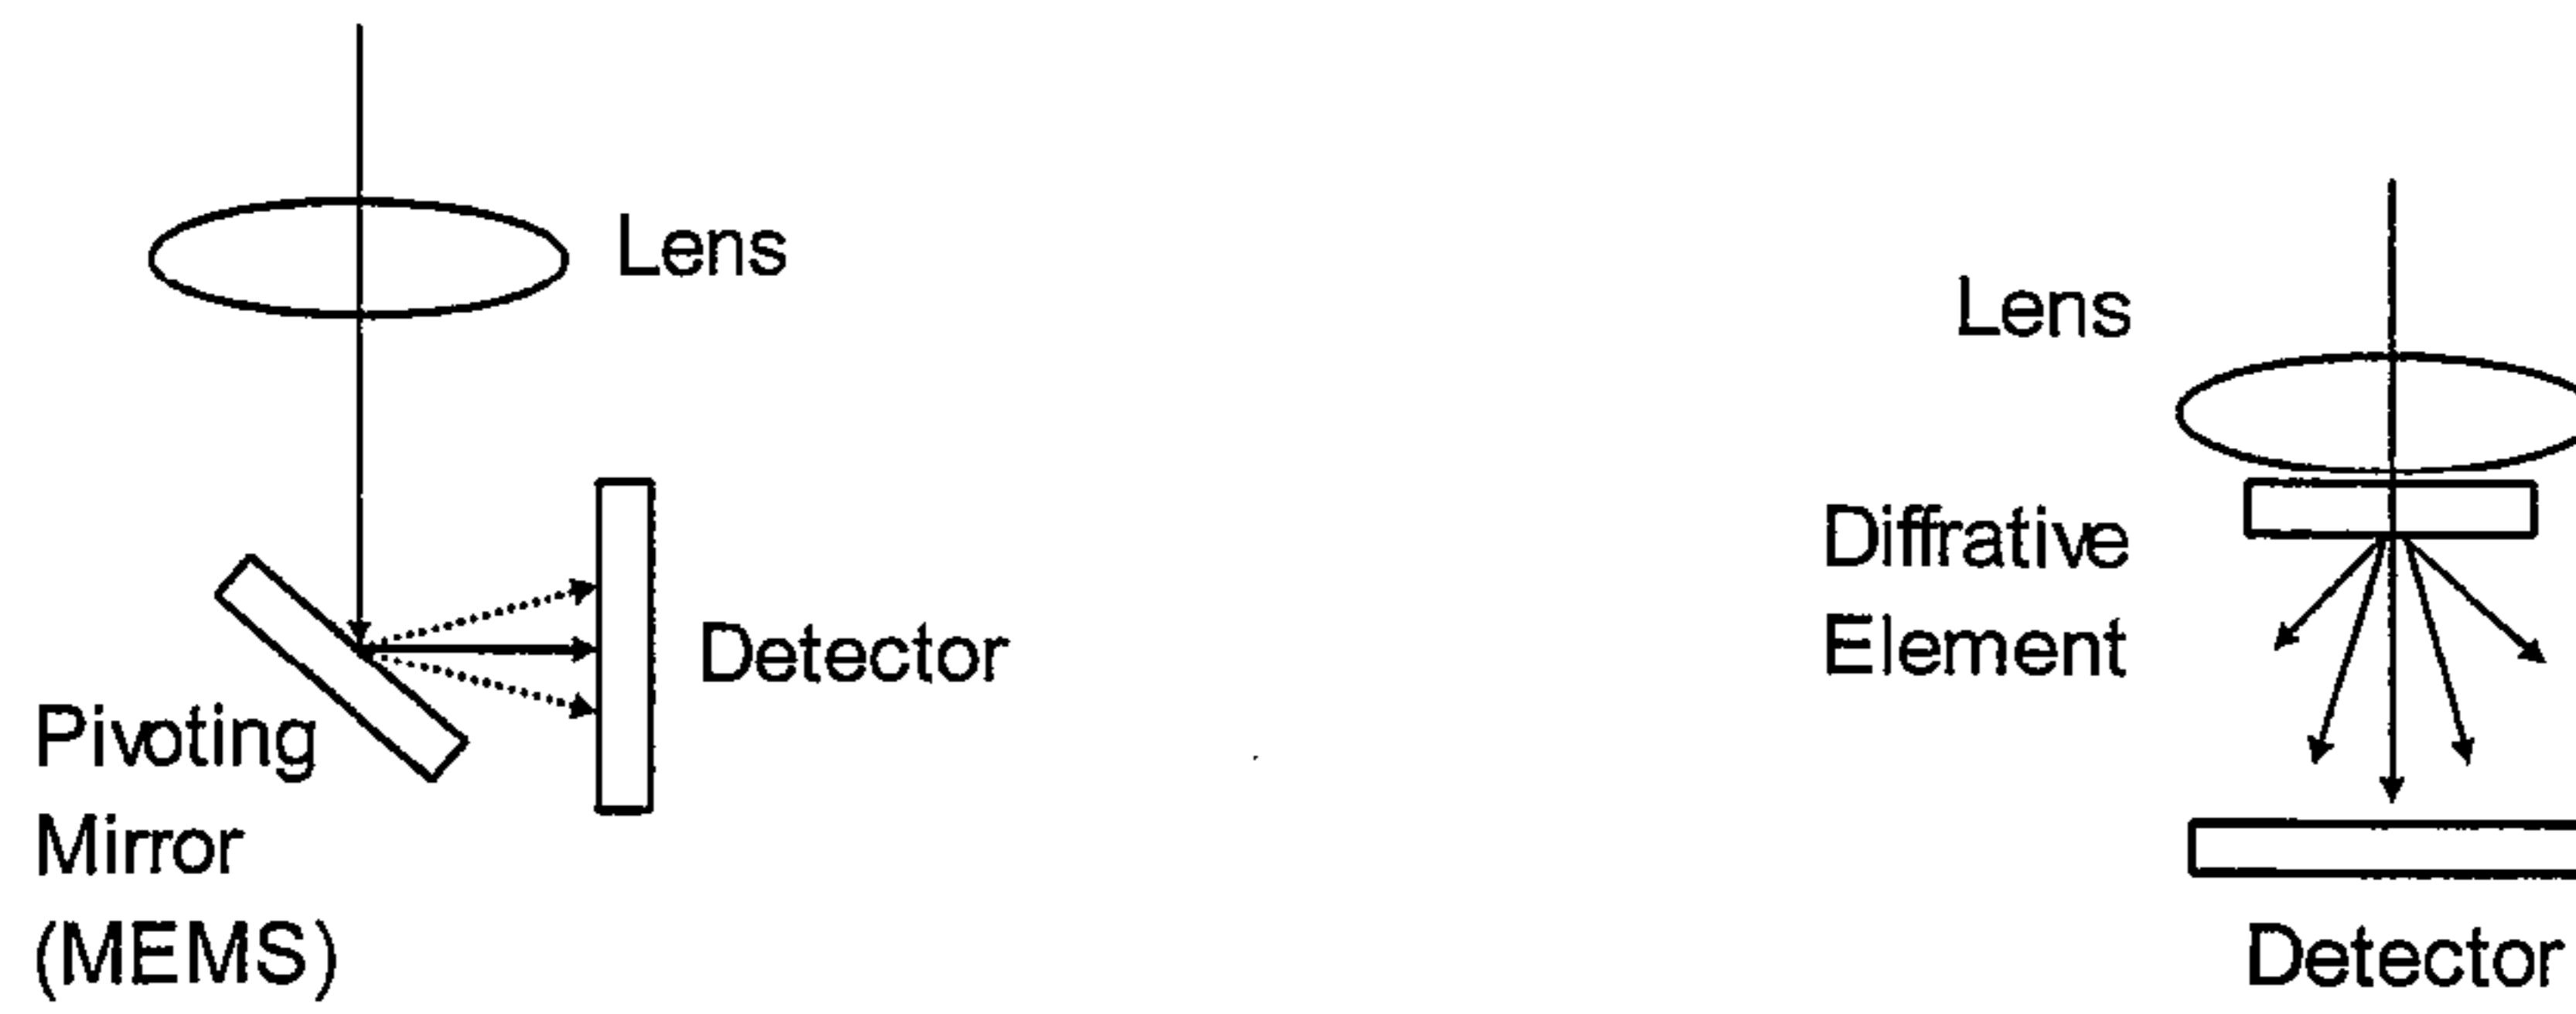 Lens
Detector
Pivoting
Mirror
(MEMS)
Lens
Diffrative
Element
Detector